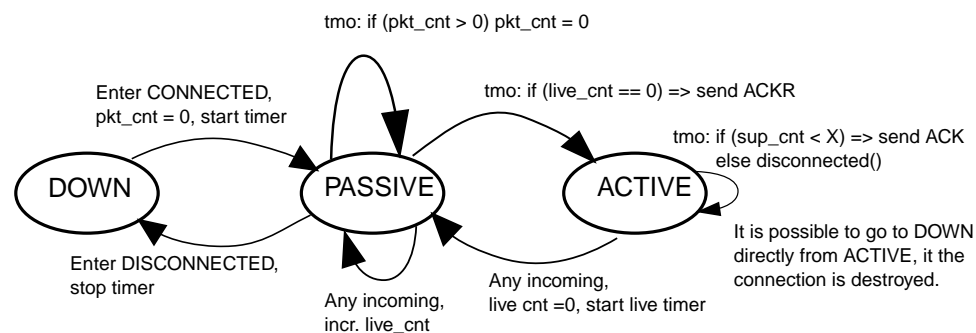 tmo: if (pkt_cnt > 0) pkt_cnt = 0
Enter CONNECTED,
pkt_cnt = 0, start timer
tmo: if (live_cnt == 0) => send ACKR
tmo: if (sup_cnt < X) => send ACK
else disconnected()
DOWN
PASSIVE
ACTIVE
Enter DISCONNECTED,
stop timer
Any incoming,
incr. live_cnt
Any incoming,
live cnt =0, start live timer
It is possible to go to DOWN
directly from ACTIVE, it the
connection is destroyed.